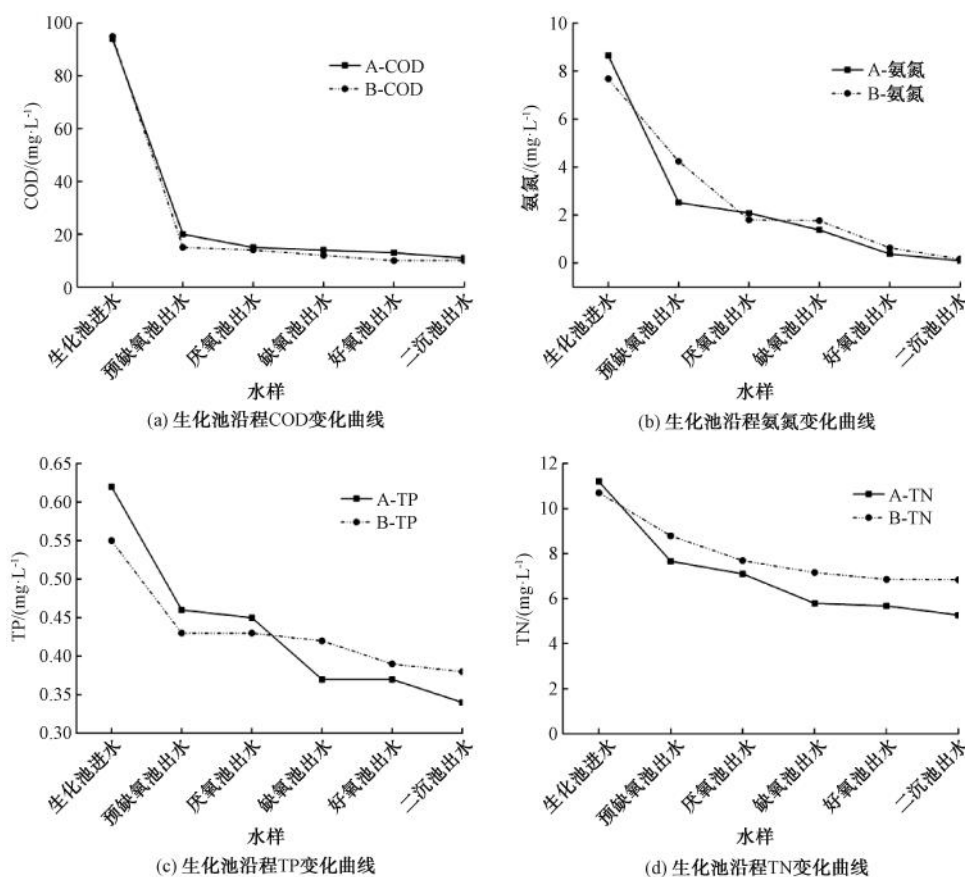 100
80
60
40
20
0
COD/(mg·L⁻¹)
A-COD
B-COD
生化池进水
预缺氧池出水
厌氧池出水
缺氧池出水
好氧池出水
二沉池出水
水样
(a) 生化池沿程COD变化曲线
10
8
6
4
2
0
氨氮/(mg·L⁻¹)
A-氨氮
B-氨氮
生化池进水
预缺氧池出水
厌氧池出水
缺氧池出水
好氧池出水
二沉池出水
水样
(b) 生化池沿程氨氮变化曲线
0.65
0.60
0.55
0.50
0.45
0.40
0.35
0.30
TP/(mg·L⁻¹)
A-TP
B-TP
生化池进水
预缺氧池出水
厌氧池出水
缺氧池出水
好氧池出水
二沉池出水
水样
(c) 生化池沿程TP变化曲线
12
10
8
6
4
2
0
TN/(mg·L⁻¹)
A-TN
B-TN
生化池进水
预缺氧池出水
厌氧池出水
缺氧池出水
好氧池出水
二沉池出水
水样
(d) 生化池沿程TN变化曲线